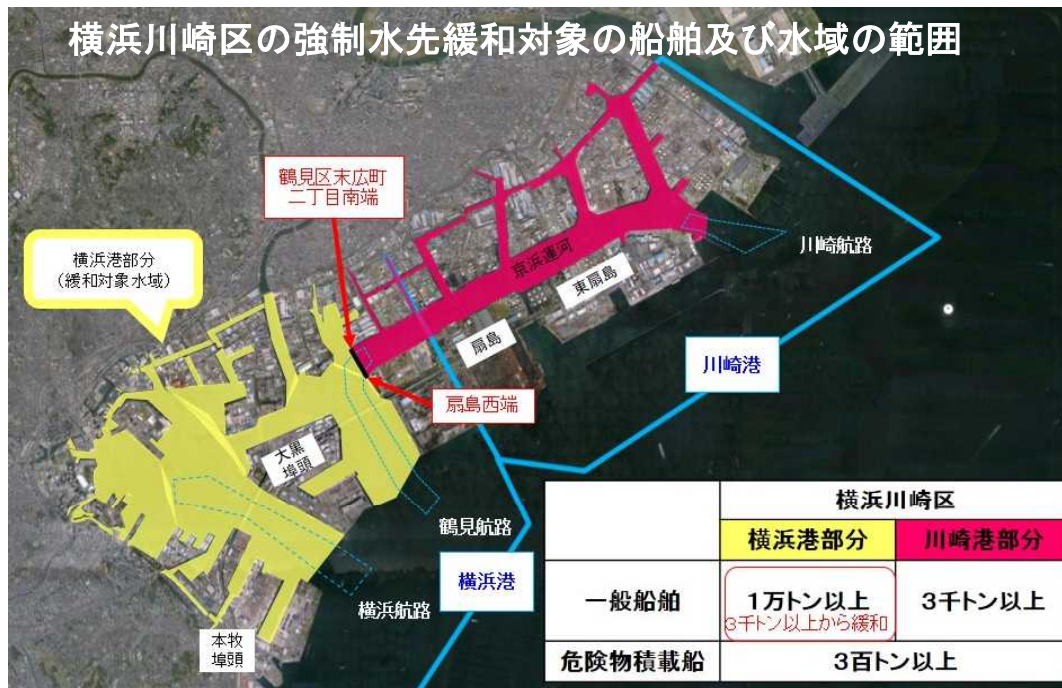 横浜川崎区の強制水先緩和対象の船舶及び水域の範囲
鶴見区末広町
二丁目南端
横浜港部分
(緩和対象水域)
京浜運河
東扇島
川崎航路
扇島
川崎港
扇島西端
大黒
埠頭
鶴見航路
横浜港
横浜航路
本牧
埠頭
横浜川崎区
横浜港部分
川崎港部分
一般船舶
1万トン以上
3千トン以上から緩和
3千トン以上
危険物積載船
3百トン以上